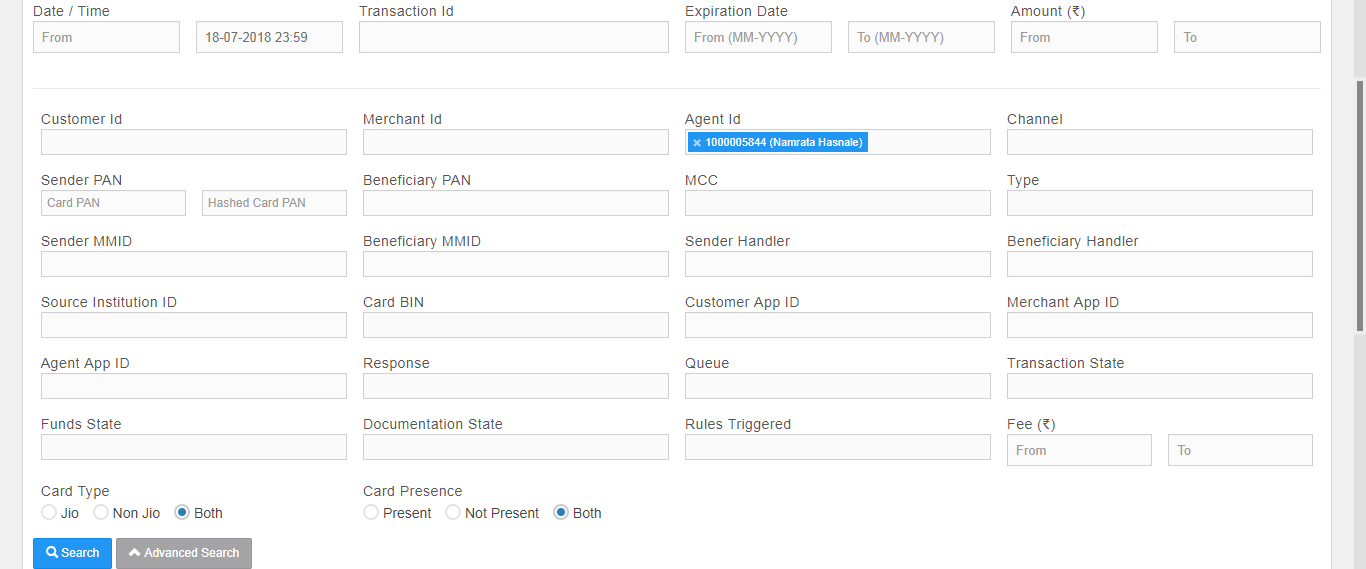 Date / Time Transaction Id Expiration Date Amount (₹)
From 18-07-2018 23:59 From (MM-YYYY) To (MM-YYYY) From To
Customer Id Merchant Id Agent Id Channel
× 1000005844 (Namrata Hasnale)
Sender PAN Beneficiary PAN MCC Type
Card PAN Hashed Card PAN
Sender MMID Beneficiary MMID Sender Handler Beneficiary Handler
Source Institution ID Card BIN Customer App ID Merchant App ID
Agent App ID Response Queue Transaction State
Funds State Documentation State Rules Triggered Fee (₹)
From To
Card Type Card Presence
Jio Non Jio Both Present Not Present Both
Search Advanced Search